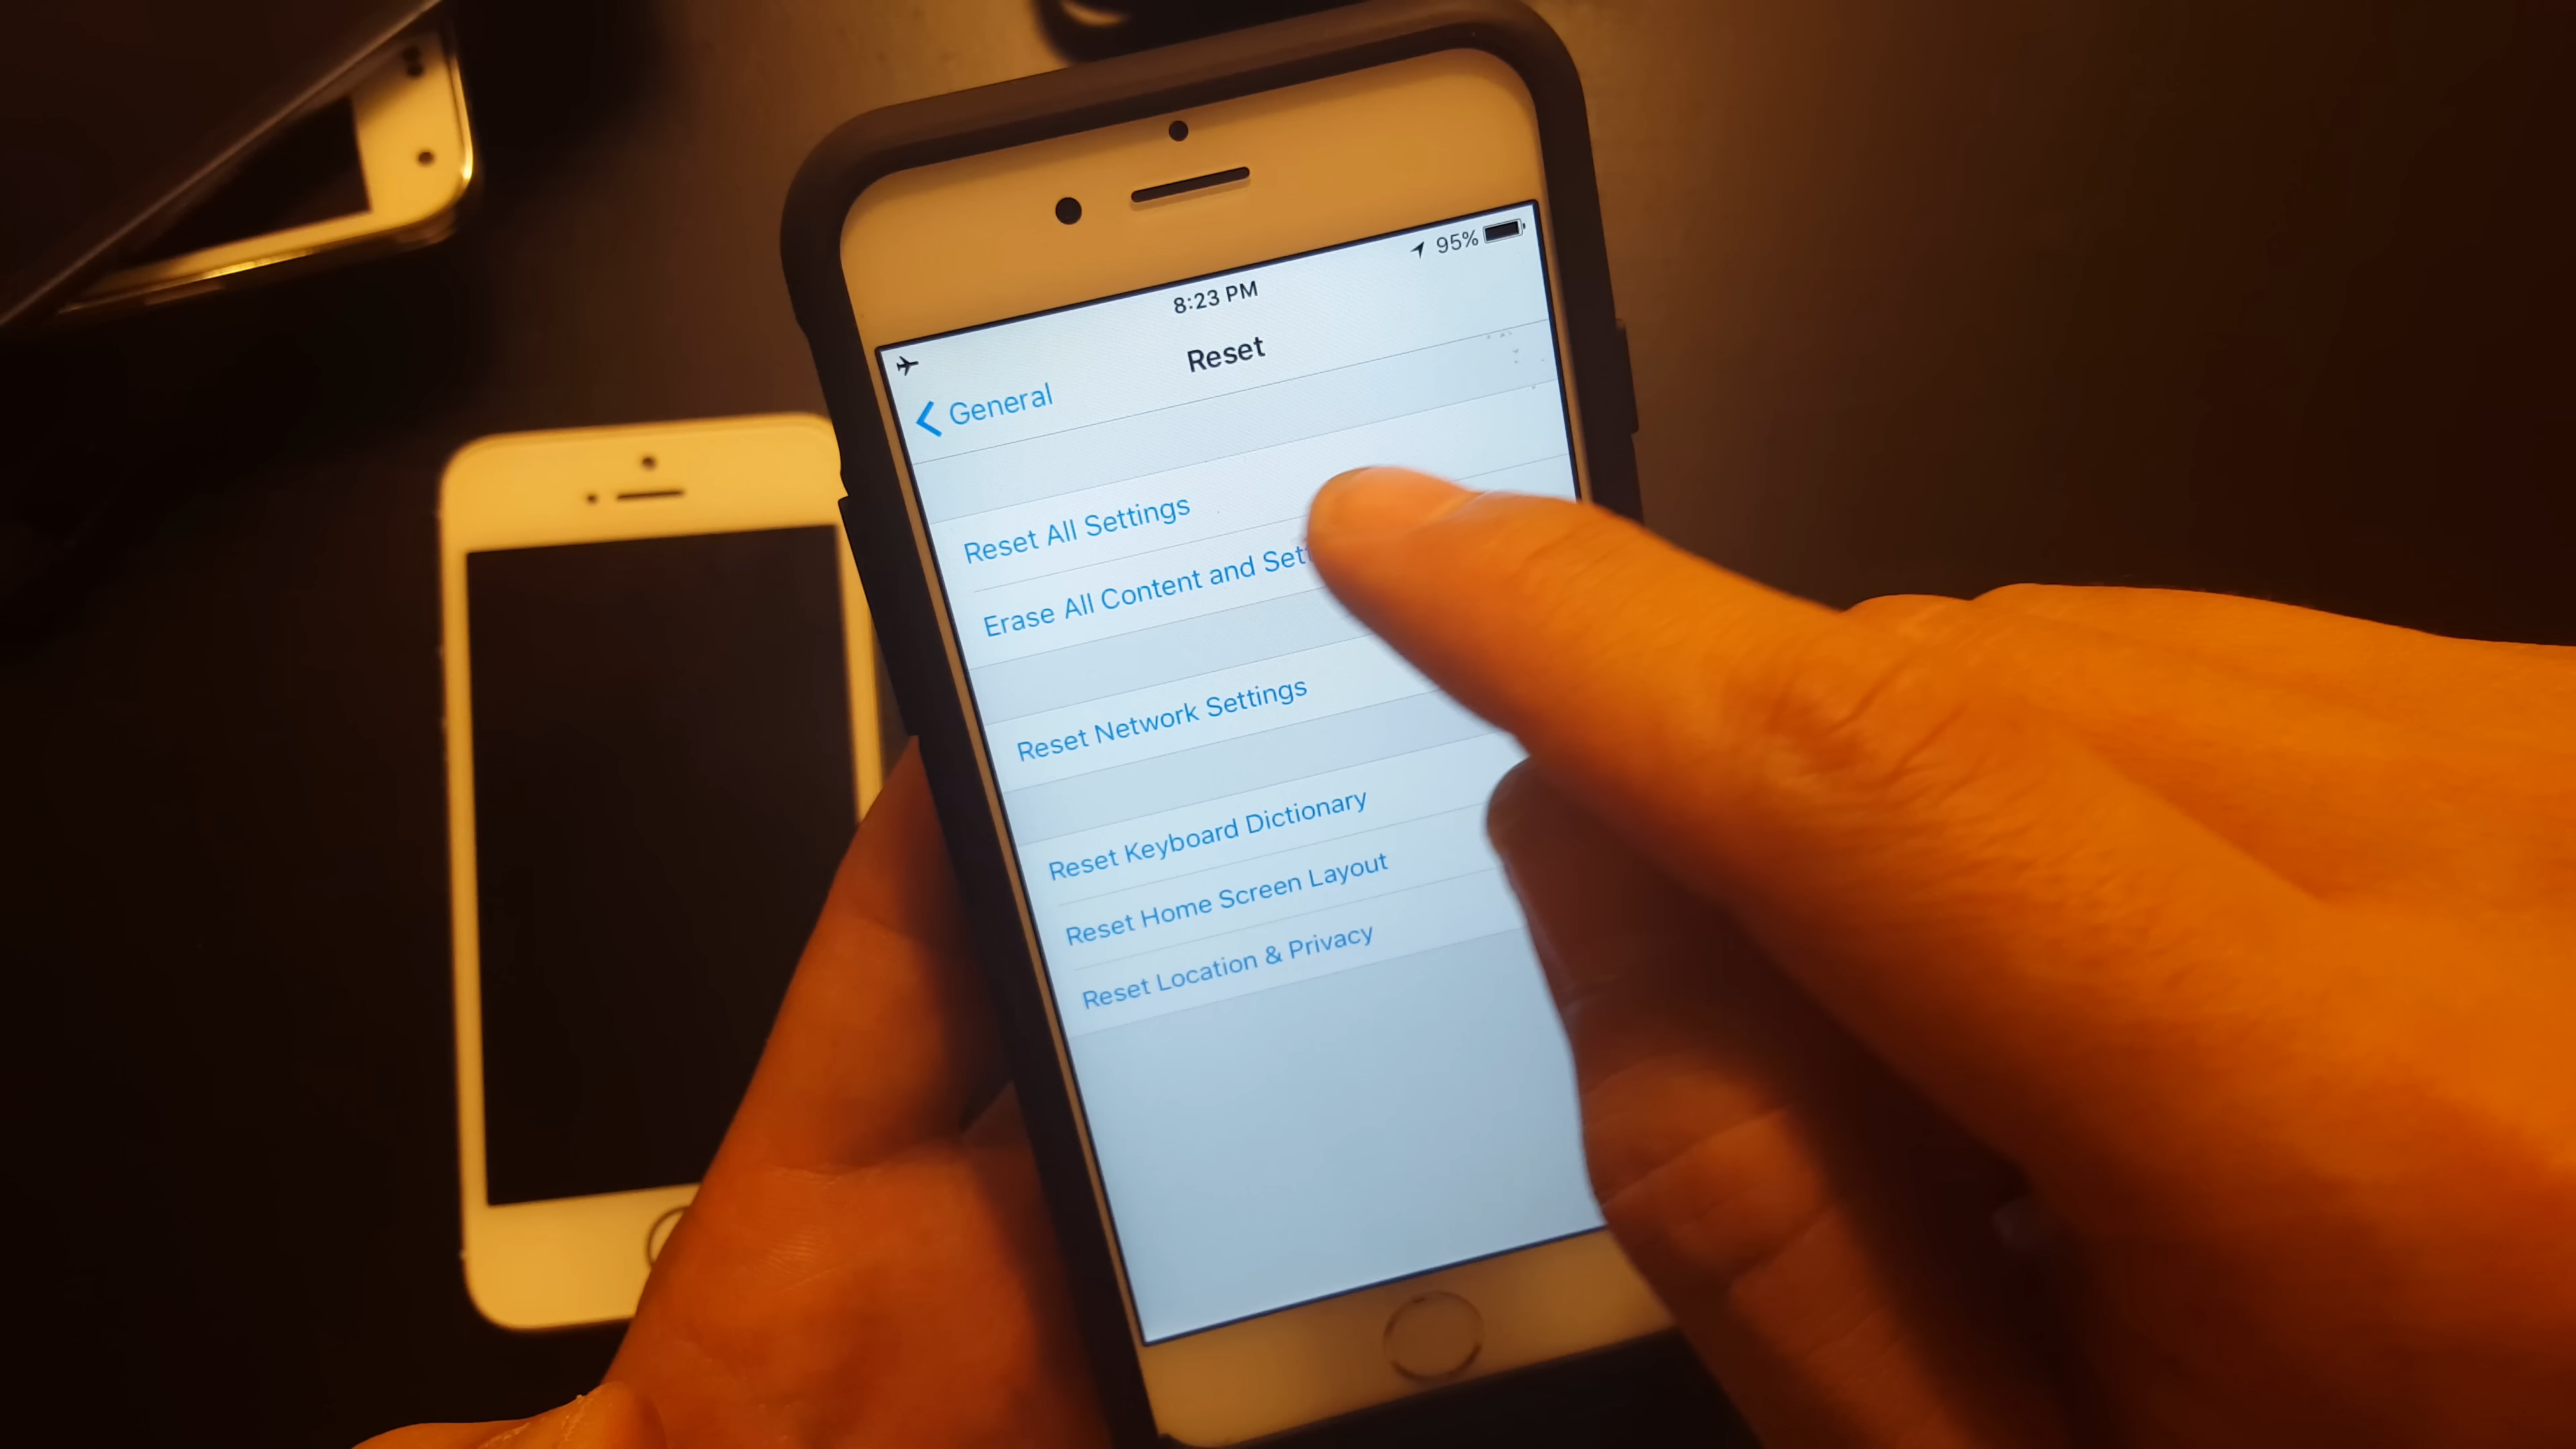 95%
8:23 PM
Reset
General
Reset All Settings
Erase All Content and
Reset Network Settings
Reset Keyboard Dictionary
Reset Home Screen Layout
Reset Location & Privacy